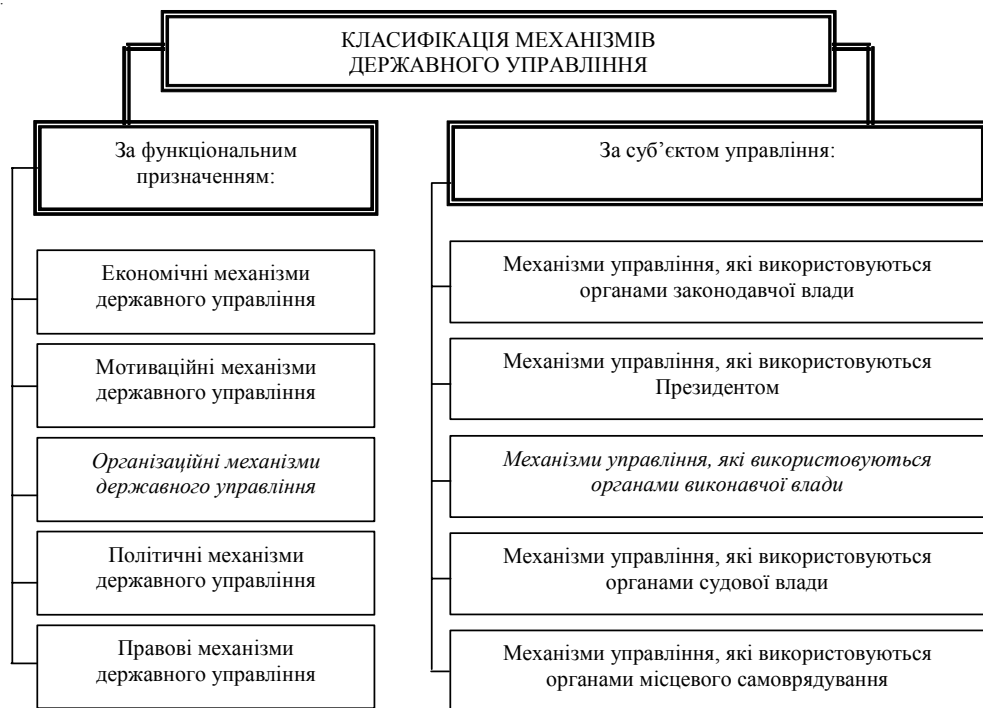 КЛАСИФІКАЦІЯ МЕХАНІЗМІВ
ДЕРЖАВНОГО УПРАВЛІННЯ
За функціональним
призначенням:
Економічні механізми
державного управління
Мотиваційні механізми
державного управління
Організаційні механізми
державного управління
Політичні механізми
державного управління
Правові механізми
державного управління
За суб’єктом управління:
Механізми управління, які використовуються
органами законодавчої влади
Механізми управління, які використовуються
Президентом
Механізми управління, які використовуються
органами виконавчої влади
Механізми управління, які використовуються
органами судової влади
Механізми управління, які використовуються
органами місцевого самоврядування